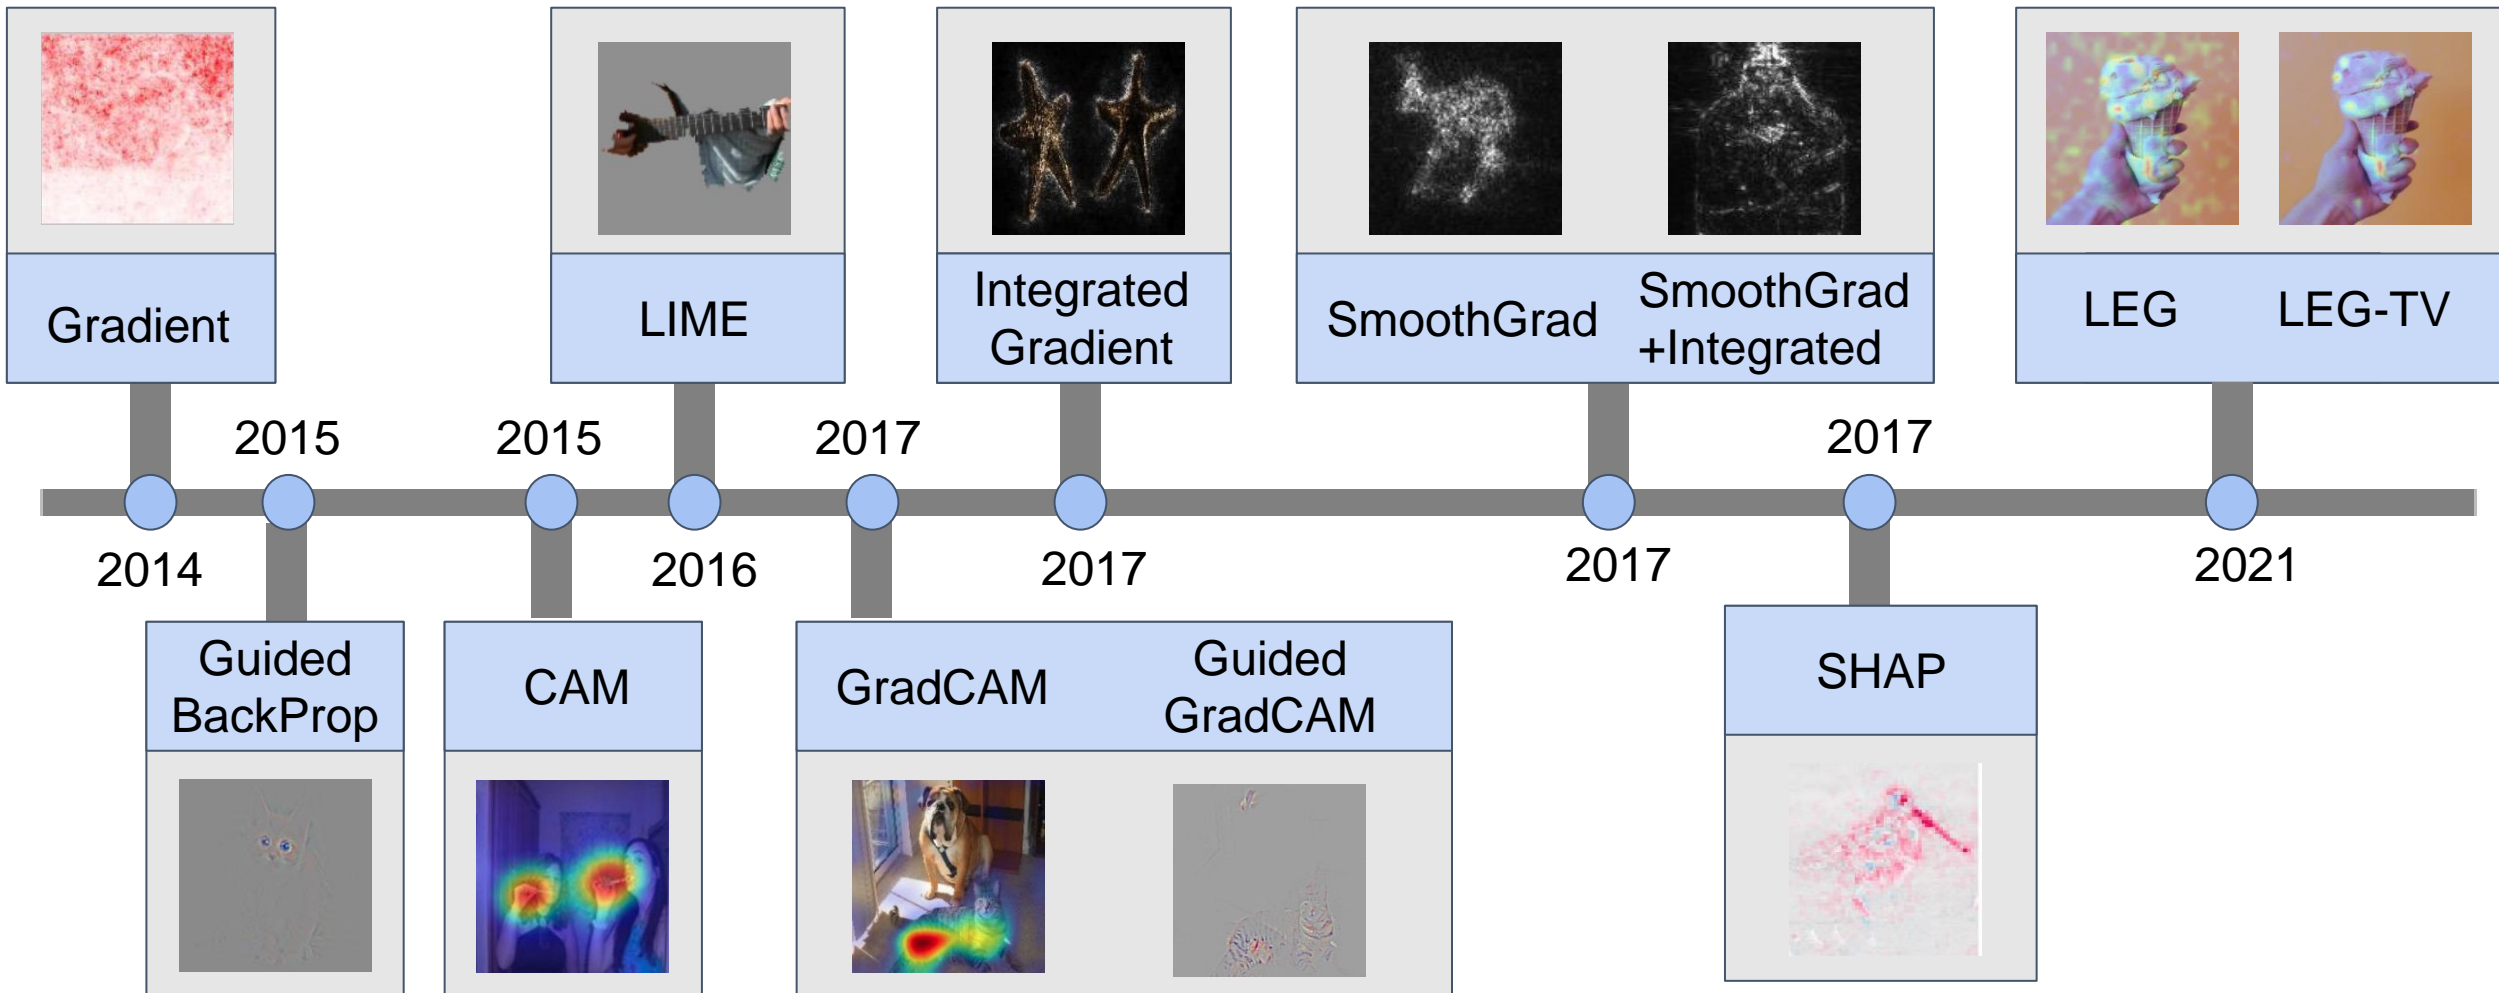 Gradient
LIME
Integrated
Gradient
SmoothGrad
SmoothGrad
+Integrated
LEG
LEG-TV
2015
2015
2017
2017
2014
2016
2017
2017
2021
Guided
BackProp
CAM
GradCAM
Guided
GradCAM
SHAP